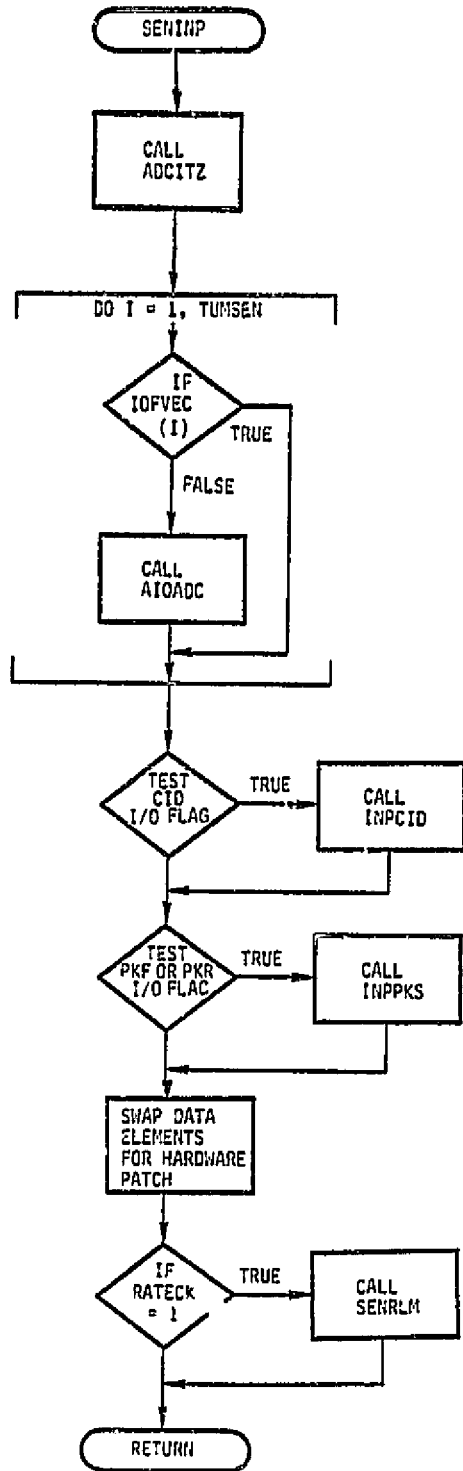 SENINP
CALL
ADCITZ
DO I = 1, TUMSEN
IF
IOFVEC
(I)
TRUE
FALSE
CALL
AIOADC
TEST
CID
I/O FLAG
TRUE
CALL
INPCID
TEST
PKF OR PKR
I/O FLAC
TRUE
CALL
INPPKS
SWAP DATA
ELEMENTS
FOR HARDWARE
PATCH
IF
RATECK
= 1
TRUE
CALL
SENRLM
RETURN